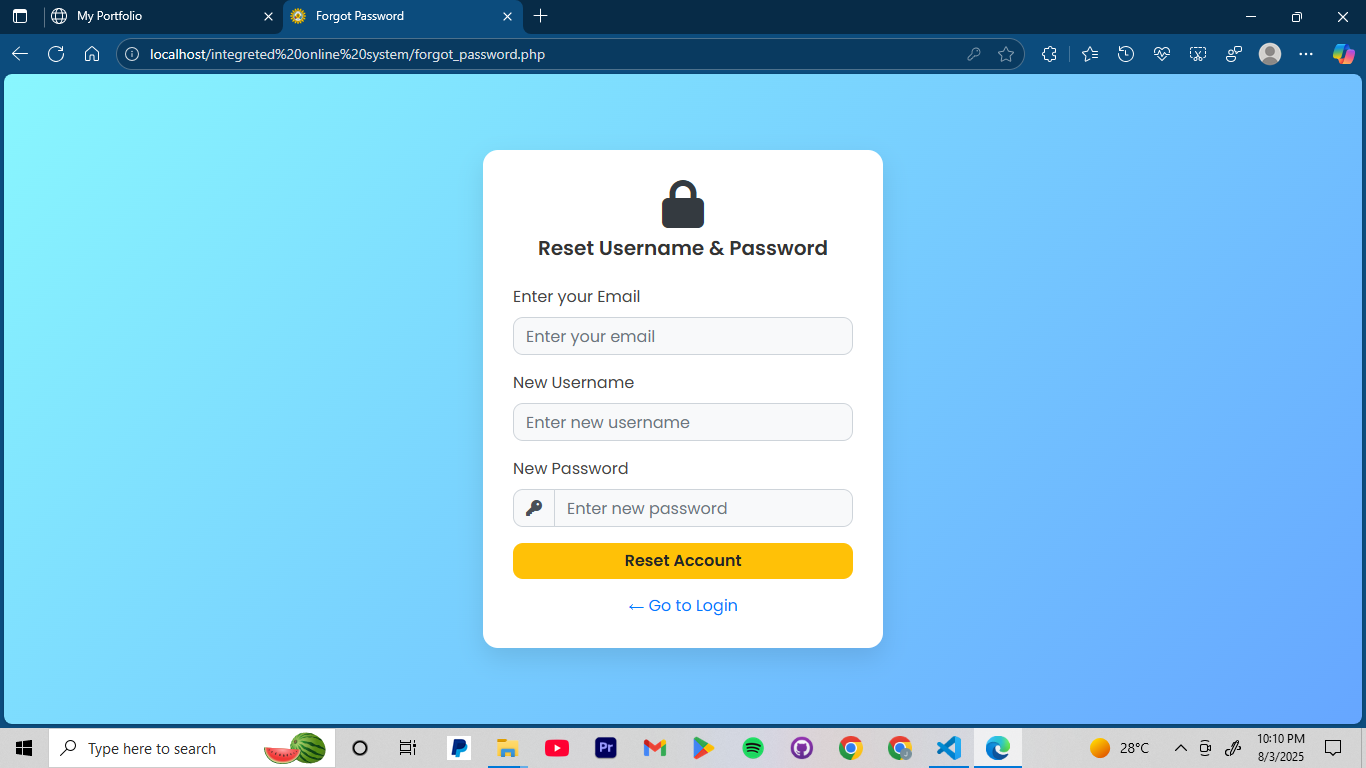 My Portfolio
Forgot Password
localhost/integreted%20online%20system/forgot_password.php
Reset Username & Password
Enter your Email
Enter your email
New Username
Enter new username
New Password
Enter new password
Reset Account
← Go to Login
Type here to search
Pr
28°C
10:10 PM
8/3/2025